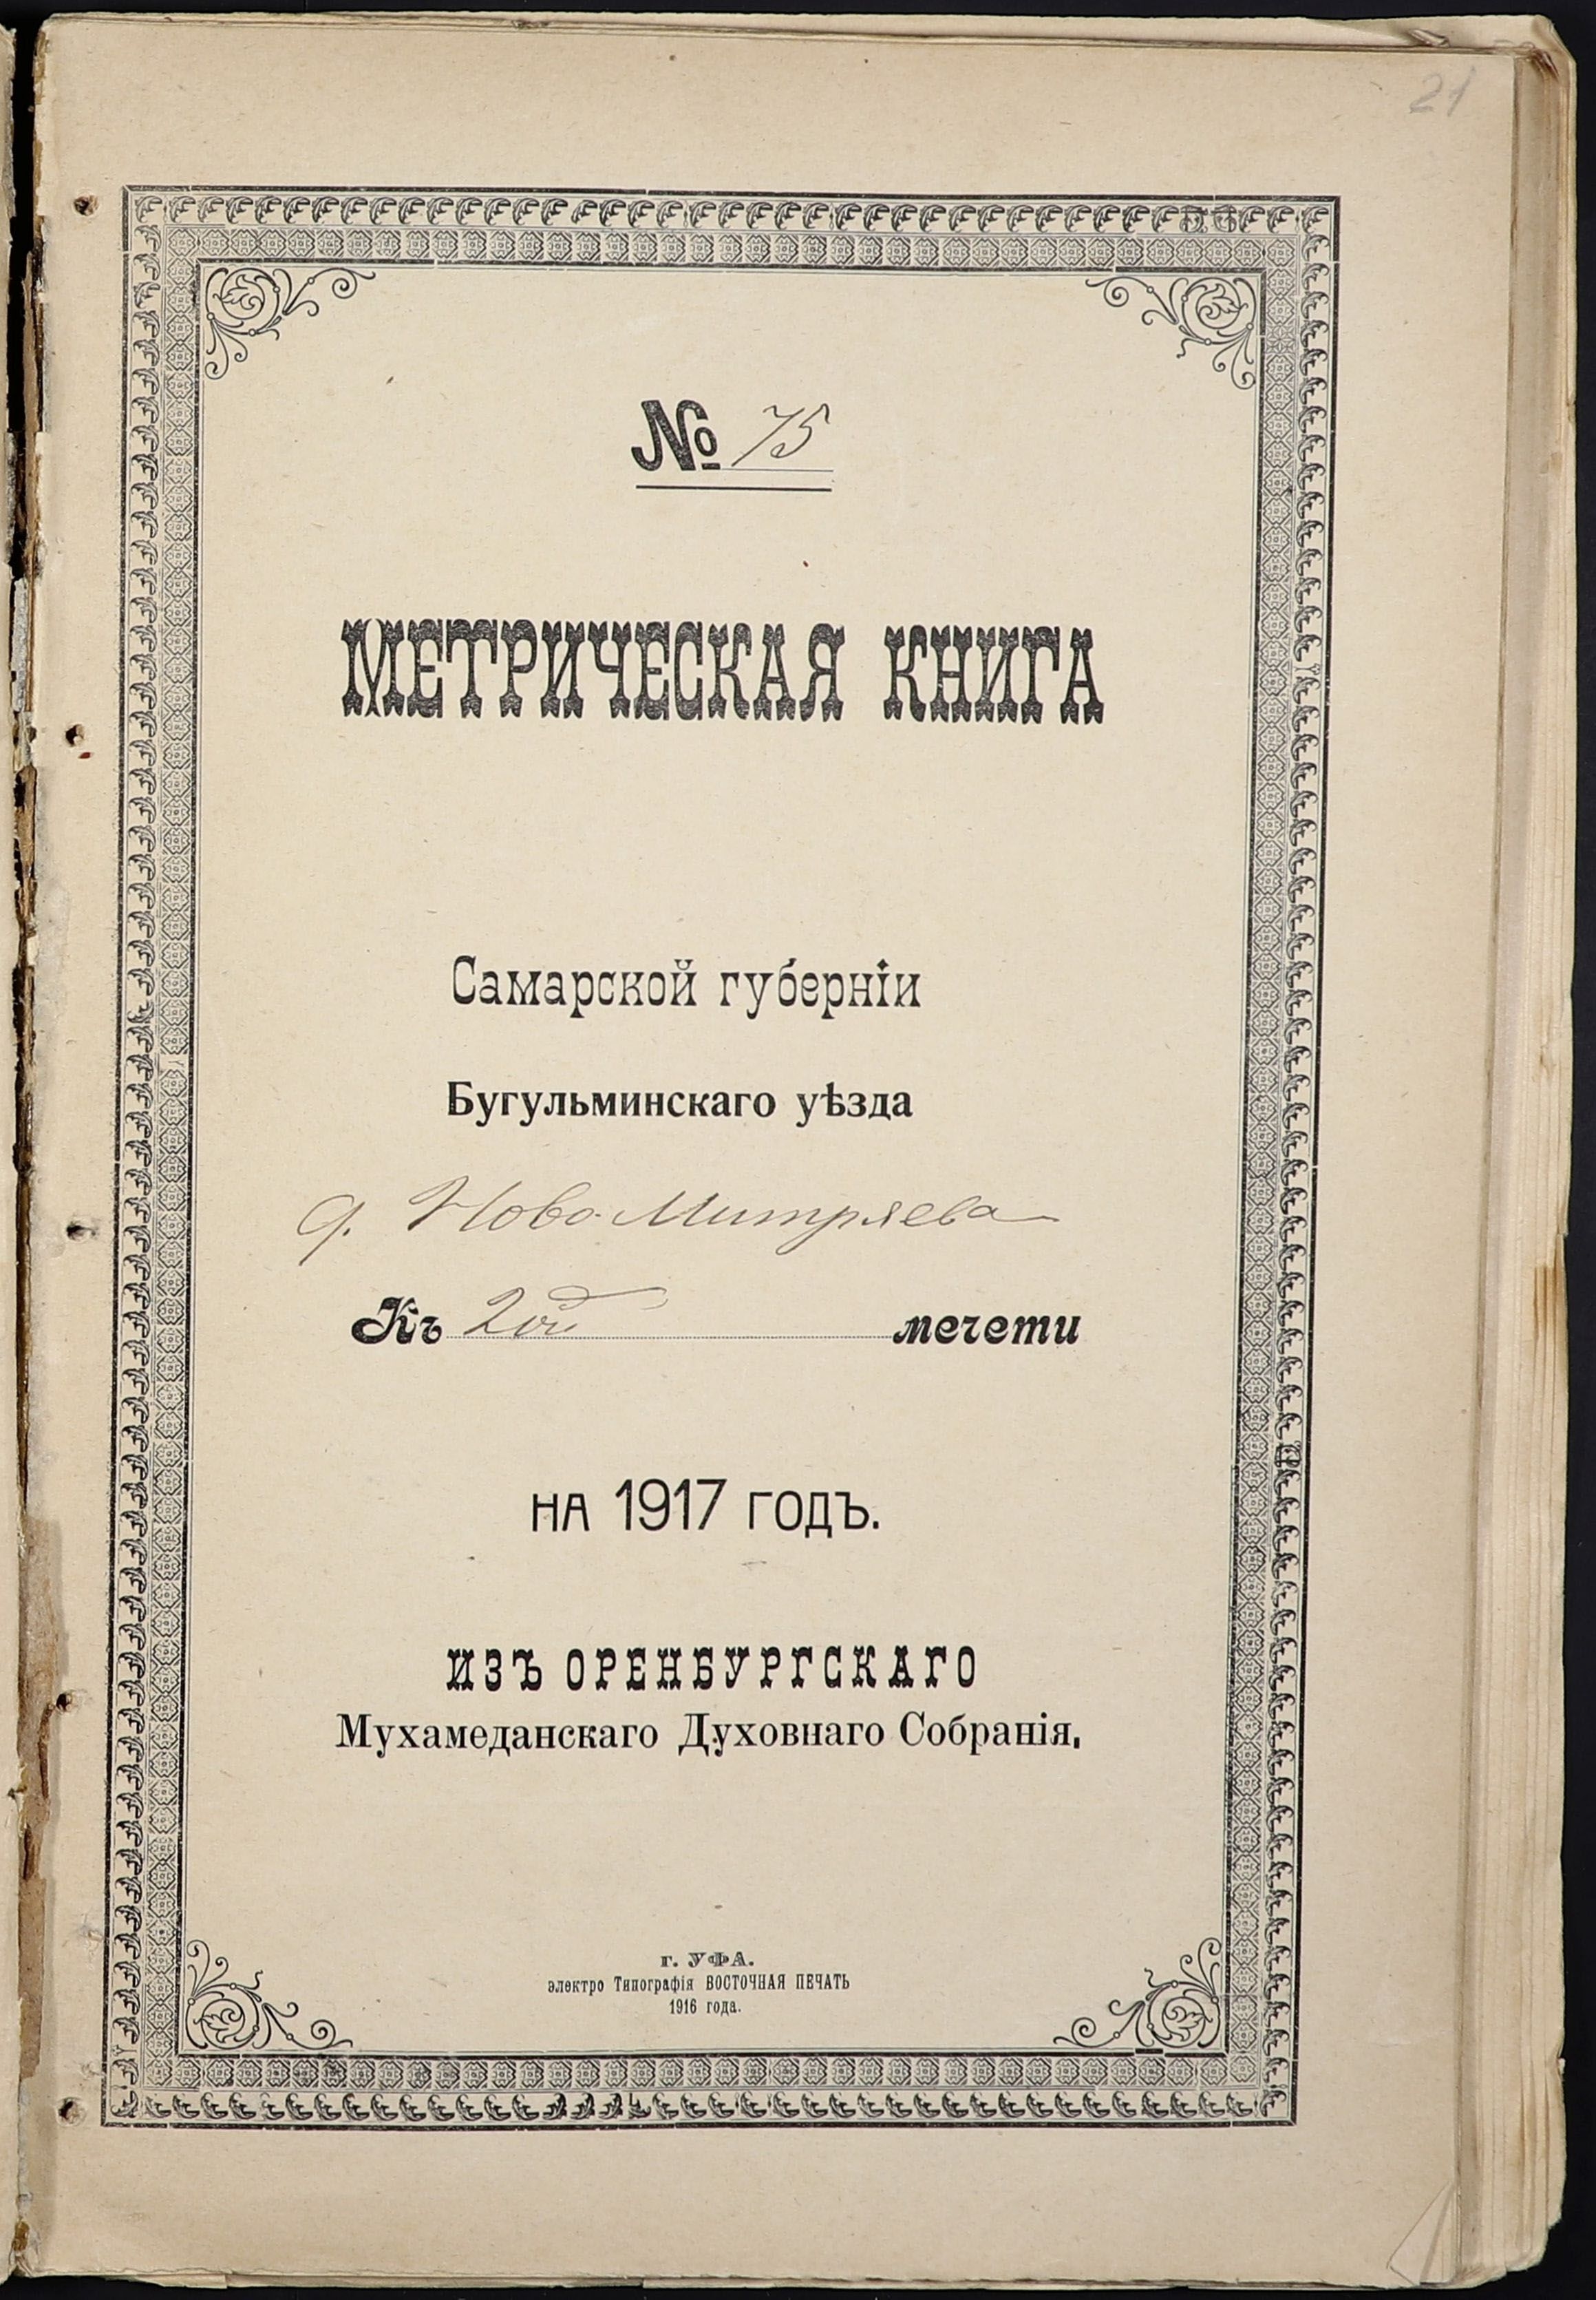 21
№ 75
МЕТРИЧЕСКАЯ КНИГА
Самарской губерніи
Бугульминскаго уѣзда
д. Ново-Митряева
Къ 2ой мечети
НА 1917 ГОДЪ.
ИЗЪ ОРЕНБУРГСКАГО
Мухамеданскаго Духовнаго Собранія.
г. УФА.
электро Типографія ВОСТОЧНАЯ ПЕЧАТЬ
1916 года.